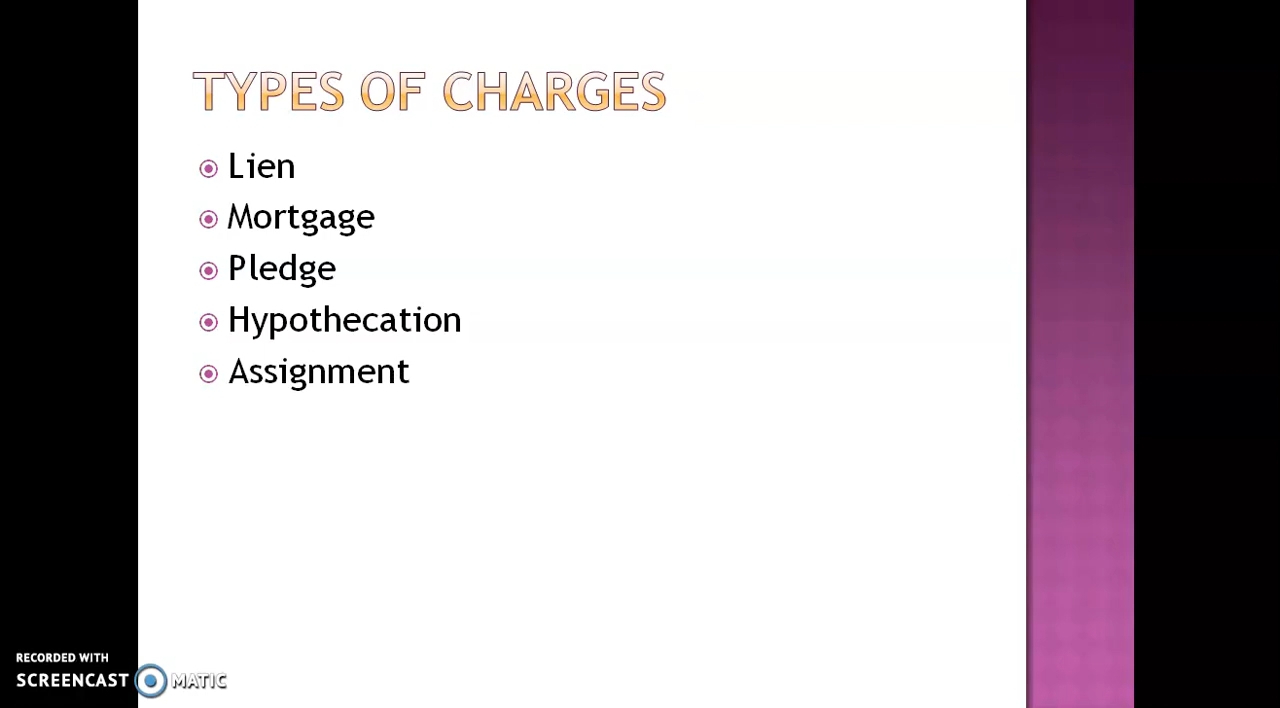 TYPES OF CHARGES
Lien
Mortgage
Pledge
Hypothecation
Assignment
RECORDED WITH
SCREENCAST MATIC